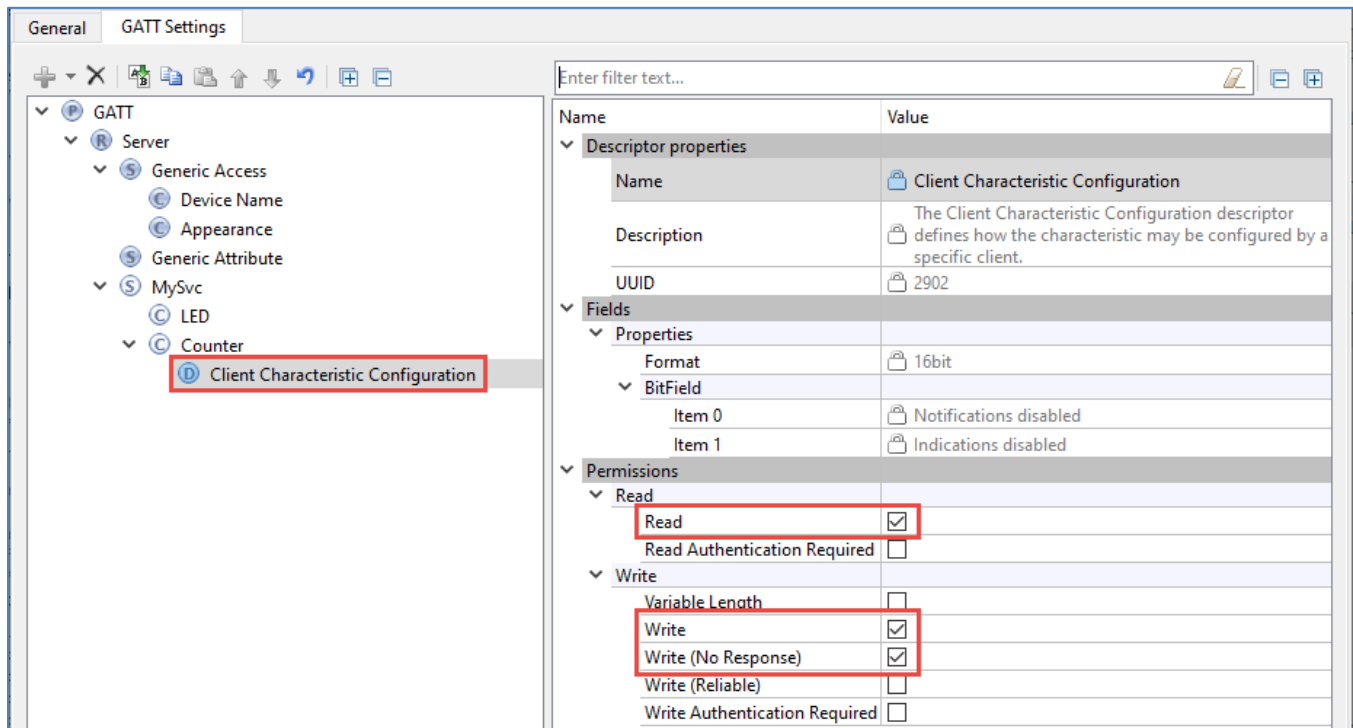 General GATT Settings
Enter filter text...
P GATT
R Server
S Generic Access
C Device Name
C Appearance
S Generic Attribute
S MySvc
C LED
C Counter
D Client Characteristic Configuration
Name Value
Descriptor properties
Name Client Characteristic Configuration
Description The Client Characteristic Configuration descriptor
defines how the characteristic may be configured by a
specific client.
UUID 2902
Fields
Properties
Format 16bit
BitField
Item 0 Notifications disabled
Item 1 Indications disabled
Permissions
Read
Read
Read Authentication Required
Write
Variable Length
Write
Write (No Response)
Write (Reliable)
Write Authentication Required